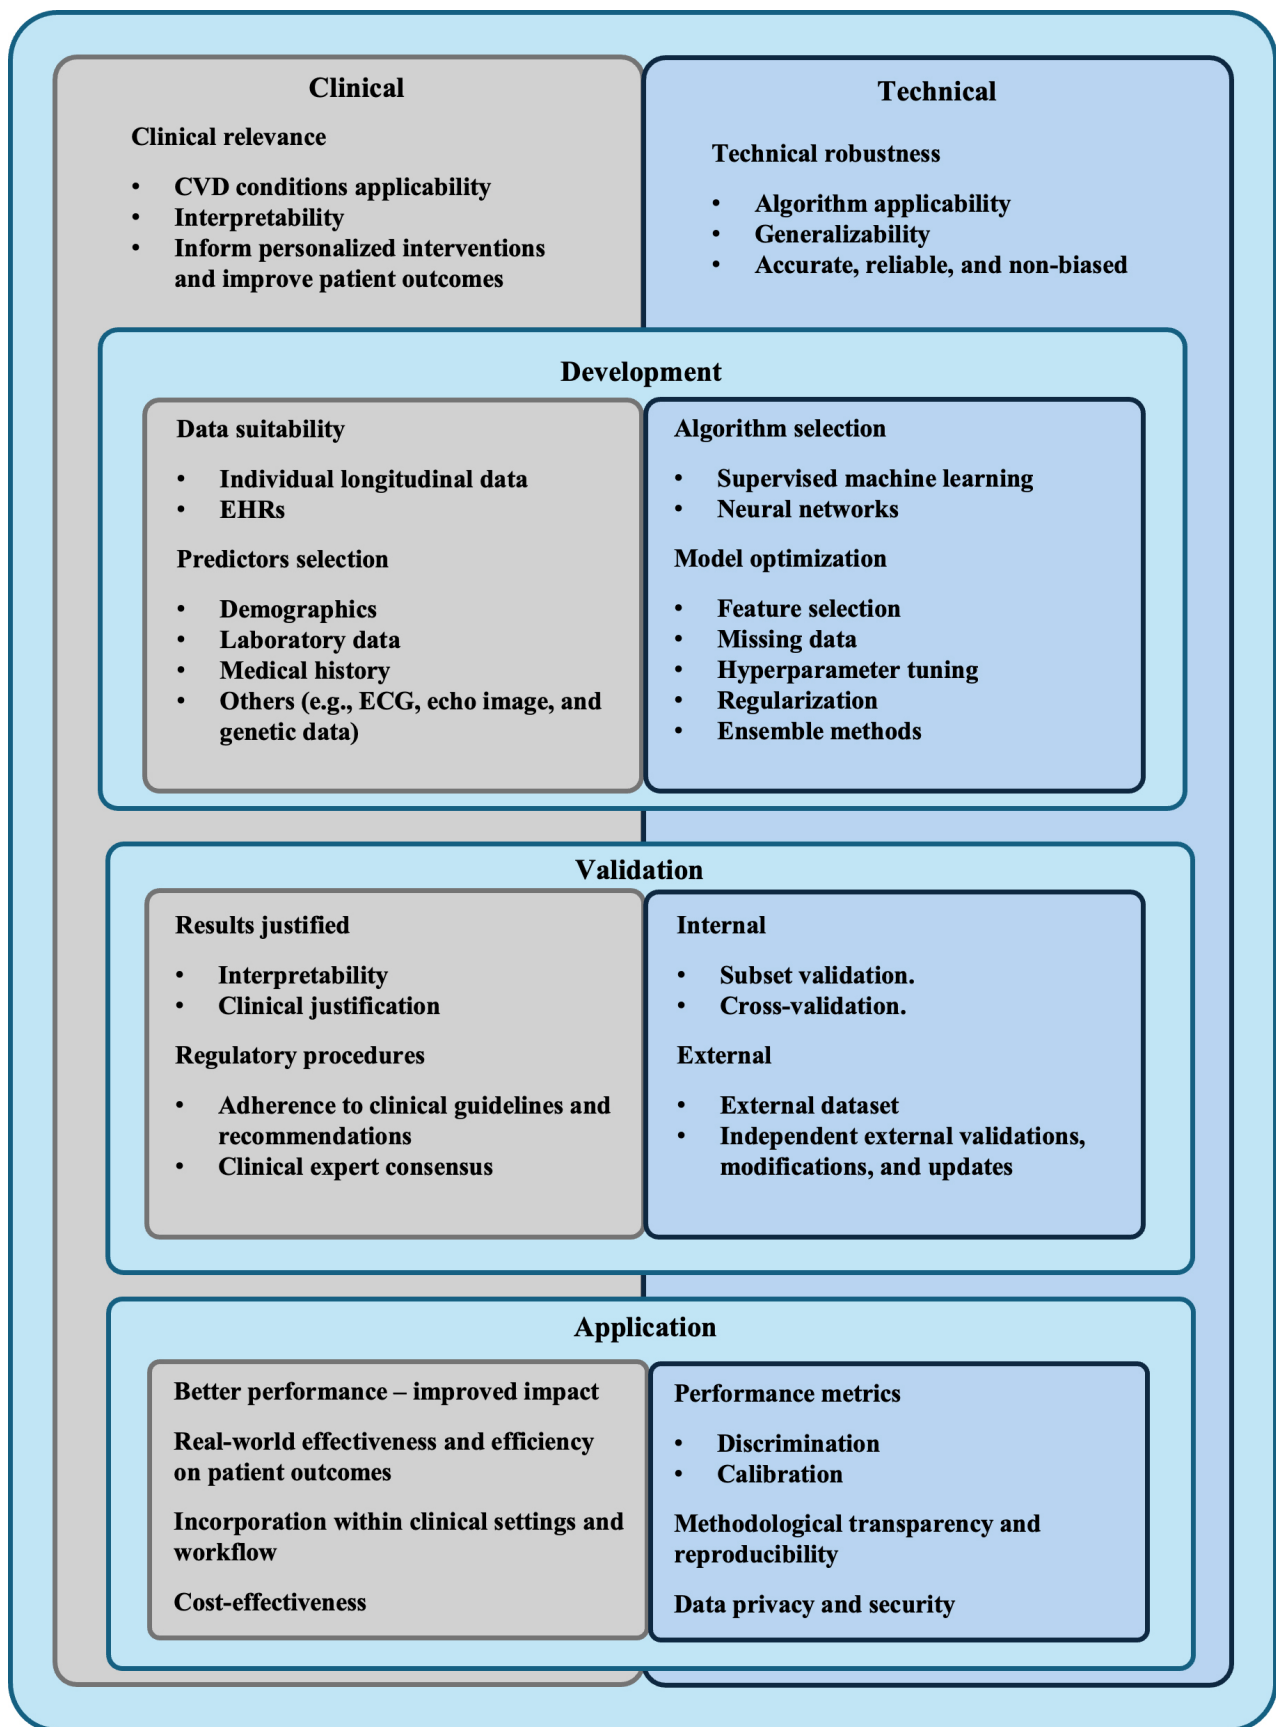 Clinical
Clinical relevance
• CVD conditions applicability
• Interpretability
• Inform personalized interventions
and improve patient outcomes
Technical
Technical robustness
• Algorithm applicability
• Generalizability
• Accurate, reliable, and non-biased
Development
Data suitability
• Individual longitudinal data
• EHRs
Predictors selection
• Demographics
• Laboratory data
• Medical history
• Others (e.g., ECG, echo image, and
genetic data)
Algorithm selection
• Supervised machine learning
• Neural networks
Model optimization
• Feature selection
• Missing data
• Hyperparameter tuning
• Regularization
• Ensemble methods
Validation
Results justified
• Interpretability
• Clinical justification
Regulatory procedures
• Adherence to clinical guidelines and
recommendations
• Clinical expert consensus
Internal
• Subset validation.
• Cross-validation.
External
• External dataset
• Independent external validations,
modifications, and updates
Application
Better performance – improved impact
Real-world effectiveness and efficiency
on patient outcomes
Incorporation within clinical settings and
workflow
Cost-effectiveness
Performance metrics
• Discrimination
• Calibration
Methodological transparency and
reproducibility
Data privacy and security